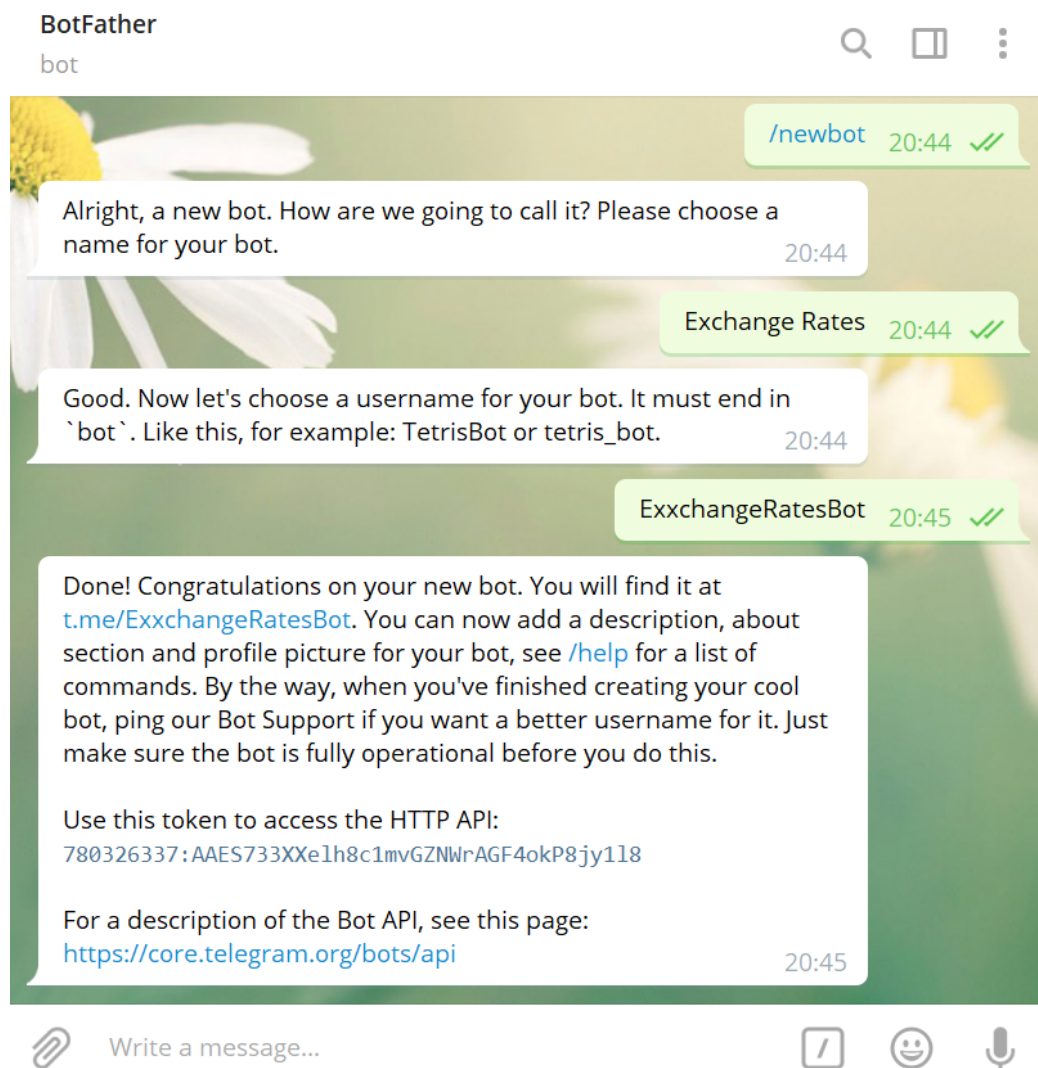 BotFather
bot
/newbot 20:44
Alright, a new bot. How are we going to call it? Please choose a
name for your bot.
20:44
Exchange Rates 20:44
Good. Now let's choose a username for your bot. It must end in
`bot`. Like this, for example: TetrisBot or tetris_bot.
20:44
ExxchangeRatesBot 20:45
Done! Congratulations on your new bot. You will find it at
t.me/ExxchangeRatesBot. You can now add a description, about
section and profile picture for your bot, see /help for a list of
commands. By the way, when you've finished creating your cool
bot, ping our Bot Support if you want a better username for it. Just
make sure the bot is fully operational before you do this.
Use this token to access the HTTP API:
780326337:AAES733XXelh8c1mvGZNWrAGF4okP8jy1l8
For a description of the Bot API, see this page:
https://core.telegram.org/bots/api
20:45
Write a message...